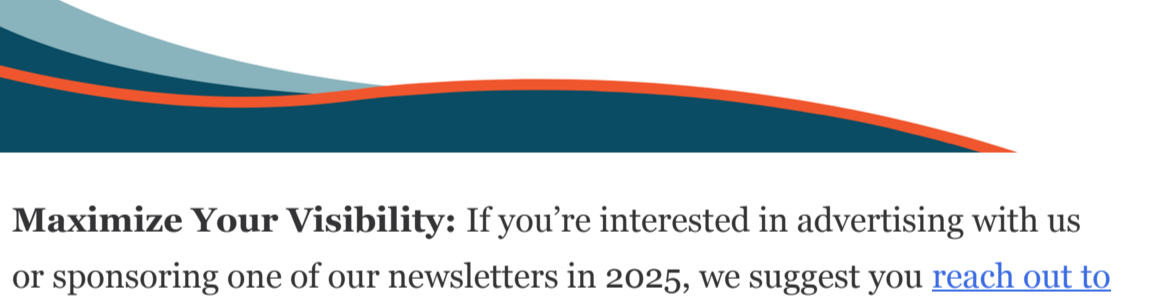 Maximize Your Visibility: If you’re interested in advertising with us
or sponsoring one of our newsletters in 2025, we suggest you reach out to